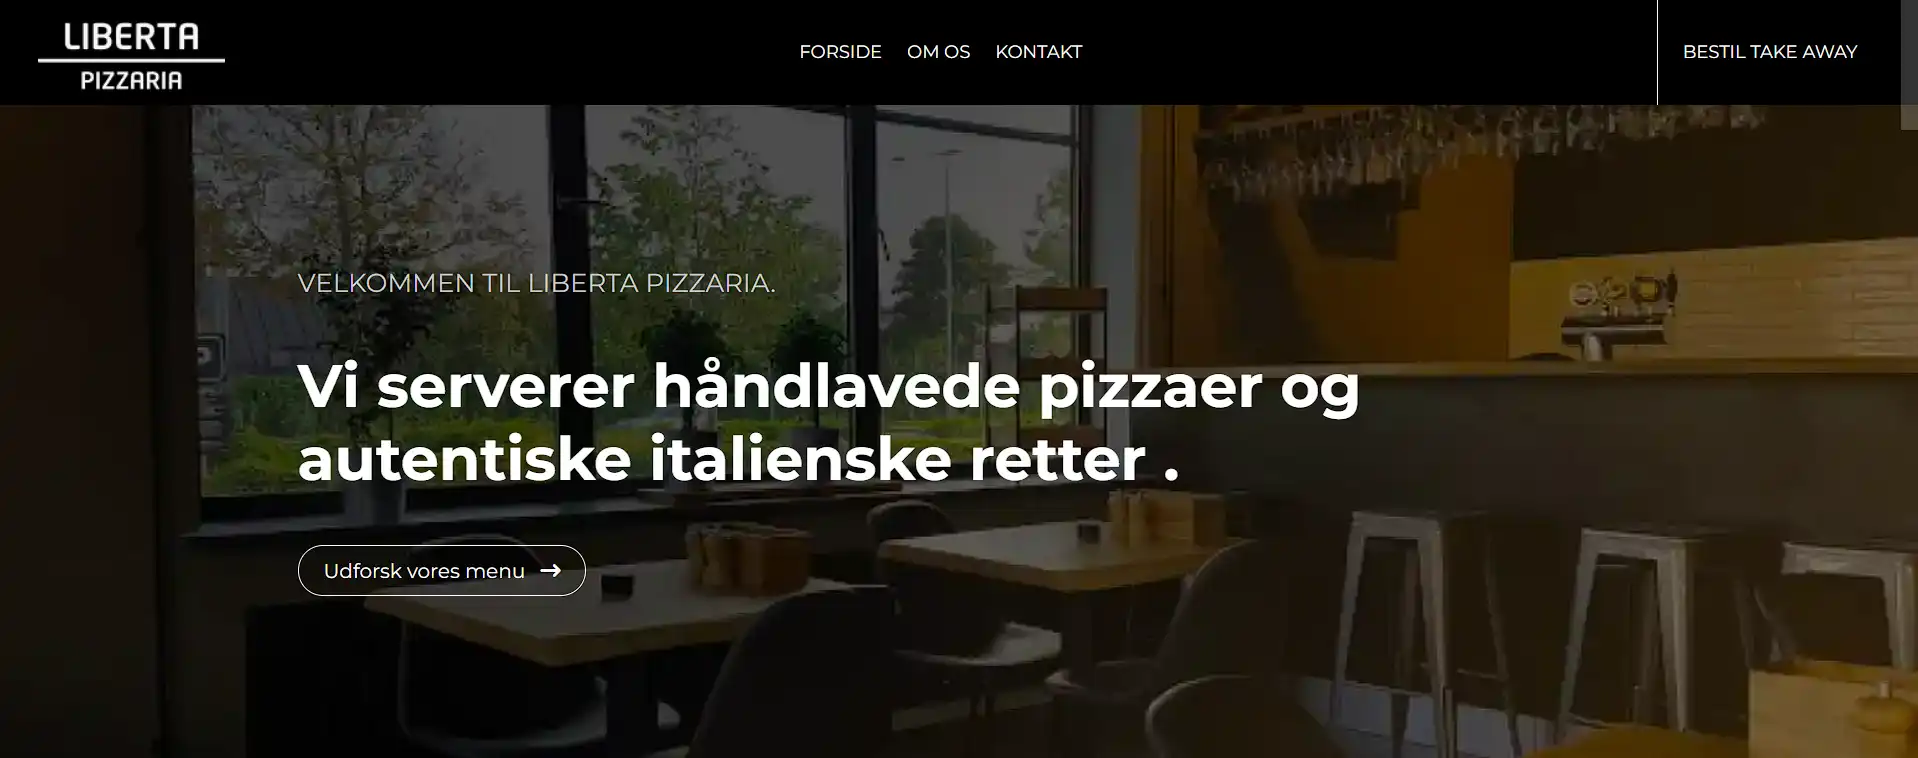 LIBERTA
PIZZARIA
FORSIDE OM OS KONTAKT
BESTIL TAKE AWAY
VELKOMMEN TIL LIBERTA PIZZARIA.
Vi serverer håndlavede pizzaer og
autentiske italienske retter .
Udforsk vores menu →